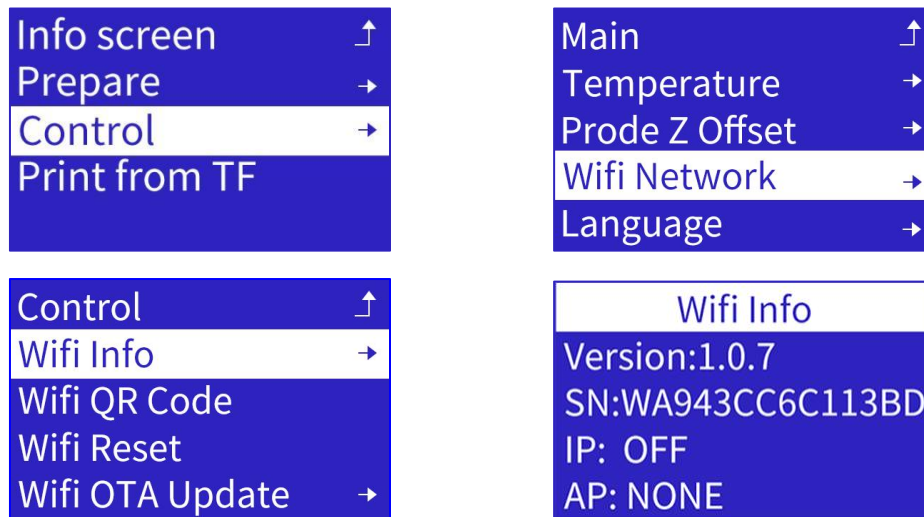 Info screen
Prepare
Control
Print from TF
Main
Temperature
Prode Z Offset
Wifi Network
Language
Control
Wifi Info
Wifi QR Code
Wifi Reset
Wifi OTA Update
Wifi Info
Version:1.0.7
SN:WA943CC6C113BD
IP: OFF
AP: NONE